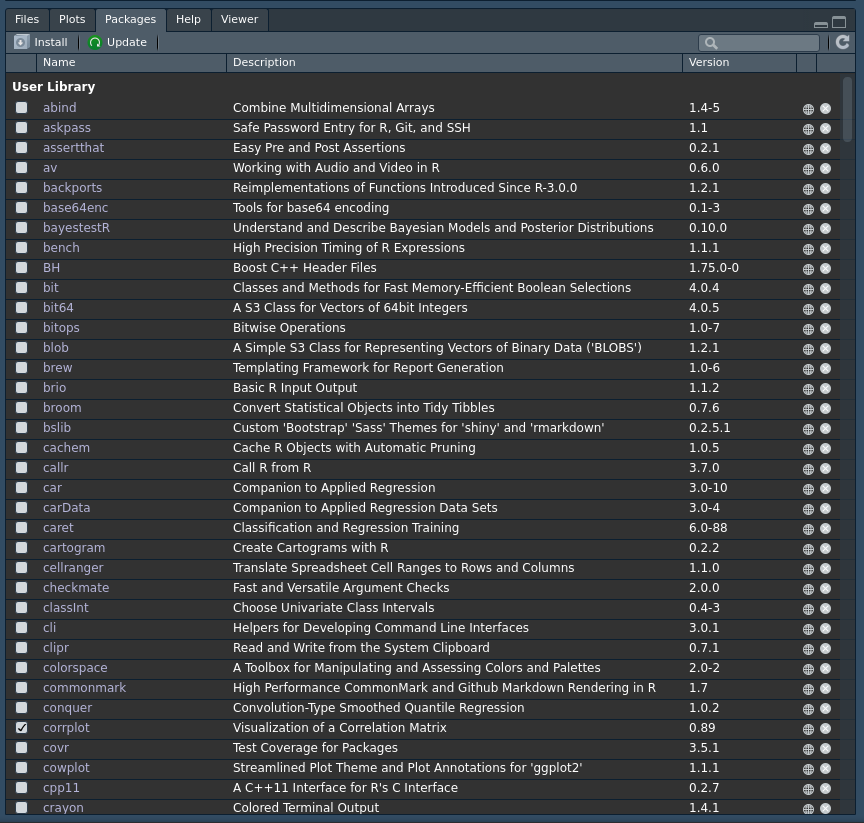 Files Plots Packages Help Viewer
Install Update
Name Description Version
User Library
abind Combine Multidimensional Arrays 1.4-5
askpass Safe Password Entry for R, Git, and SSH 1.1
assertthat Easy Pre and Post Assertions 0.2.1
av Working with Audio and Video in R 0.6.0
backports Reimplementations of Functions Introduced Since R-3.0.0 1.2.1
base64enc Tools for base64 encoding 0.1-3
bayestestR Understand and Describe Bayesian Models and Posterior Distributions 0.10.0
bench High Precision Timing of R Expressions 1.1.1
BH Boost C++ Header Files 1.75.0-0
bit Classes and Methods for Fast Memory-Efficient Boolean Selections 4.0.4
bit64 A S3 Class for Vectors of 64bit Integers 4.0.5
bitops Bitwise Operations 1.0-7
blob A Simple S3 Class for Representing Vectors of Binary Data ('BLOBS') 1.2.1
brew Templating Framework for Report Generation 1.0-6
brio Basic R Input Output 1.1.2
broom Convert Statistical Objects into Tidy Tibbles 0.7.6
bslib Custom 'Bootstrap' 'Sass' Themes for 'shiny' and 'rmarkdown' 0.2.5.1
cachem Cache R Objects with Automatic Pruning 1.0.5
callr Call R from R 3.7.0
car Companion to Applied Regression 3.0-10
carData Companion to Applied Regression Data Sets 3.0-4
caret Classification and Regression Training 6.0-88
cartogram Create Cartograms with R 0.2.2
cellranger Translate Spreadsheet Cell Ranges to Rows and Columns 1.1.0
checkmate Fast and Versatile Argument Checks 2.0.0
classInt Choose Univariate Class Intervals 0.4-3
cli Helpers for Developing Command Line Interfaces 3.0.1
clipr Read and Write from the System Clipboard 0.7.1
colorspace A Toolbox for Manipulating and Assessing Colors and Palettes 2.0-2
commonmark High Performance CommonMark and Github Markdown Rendering in R 1.7
conquer Convolution-Type Smoothed Quantile Regression 1.0.2
corrplot Visualization of a Correlation Matrix 0.89
covr Test Coverage for Packages 3.5.1
cowplot Streamlined Plot Theme and Plot Annotations for 'ggplot2' 1.1.1
cpp11 A C++11 Interface for R's C Interface 0.2.7
crayon Colored Terminal Output 1.4.1